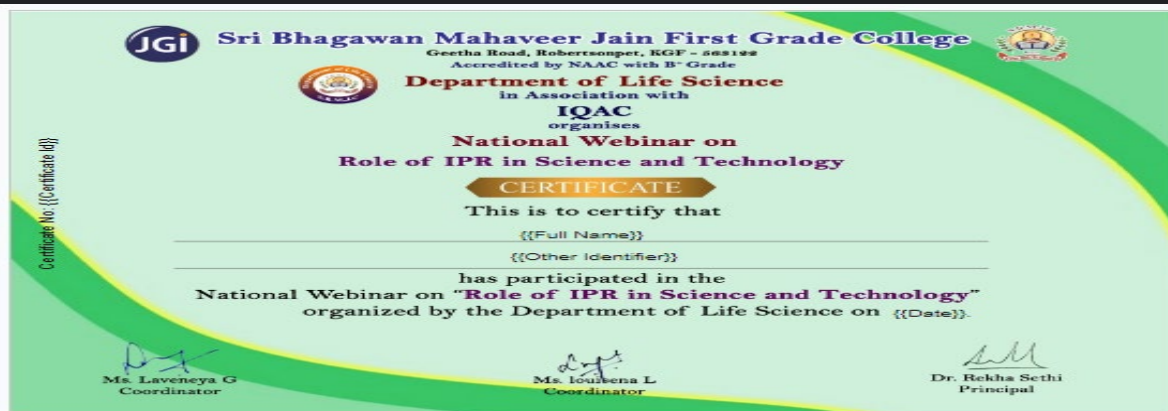 JGi
Sri Bhagawan Mahaveer Jain First Grade College
Geetha Road, Robertsonpet, KGF - 563122
Accredited by NAAC with B+ Grade
Department of Life Science
in Association with
IQAC
organises
National Webinar on
Role of IPR in Science and Technology
CERTIFICATE
This is to certify that
{{Full Name}}
{{Other Identifier}}
has participated in the
National Webinar on "Role of IPR in Science and Technology"
organized by the Department of Life Science on {{Date}}.
Certificate No: {{Certificate Id}}
Ms. Laveneya G
Coordinator
Ms. louisena L
Coordinator
Dr. Rekha Sethi
Principal